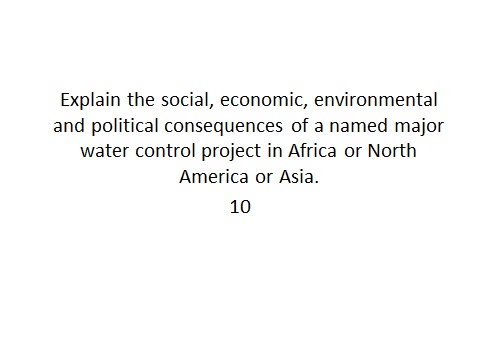 Explain the social, economic, environmental
and political consequences of a named major
water control project in Africa or North
America or Asia.
10